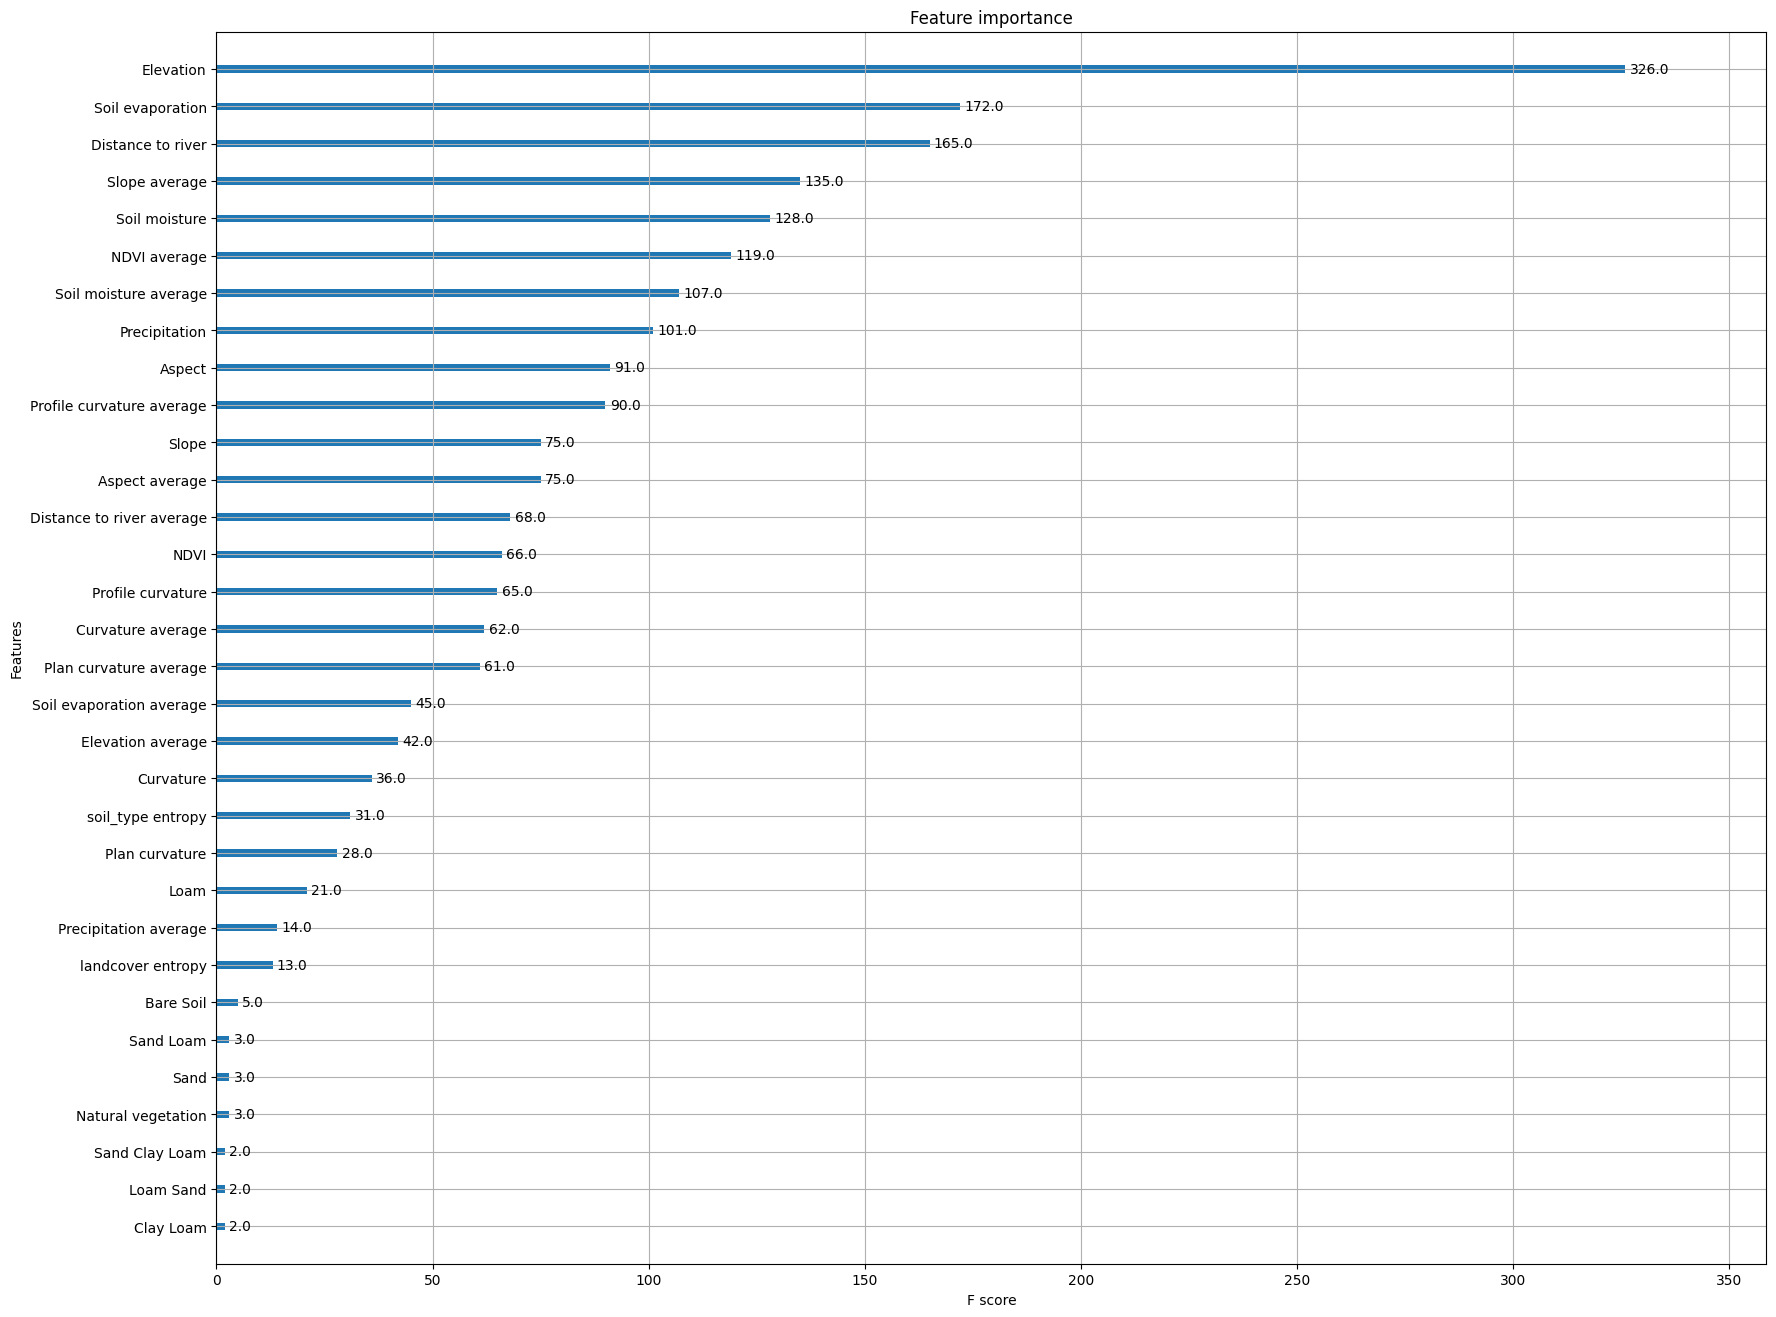 Feature importance
Elevation 326.0
Soil evaporation 172.0
Distance to river 165.0
Slope average 135.0
Soil moisture 128.0
NDVI average 119.0
Soil moisture average 107.0
Precipitation 101.0
Aspect 91.0
Profile curvature average 90.0
Slope 75.0
Aspect average 75.0
Distance to river average 68.0
NDVI 66.0
Profile curvature 65.0
Curvature average 62.0
Plan curvature average 61.0
Soil evaporation average 45.0
Elevation average 42.0
Curvature 36.0
soil_type entropy 31.0
Plan curvature 28.0
Loam 21.0
Precipitation average 14.0
landcover entropy 13.0
Bare Soil 5.0
Sand Loam 3.0
Sand 3.0
Natural vegetation 3.0
Sand Clay Loam 2.0
Loam Sand 2.0
Clay Loam 2.0
Features
0 50 100 150 200 250 300 350
F score